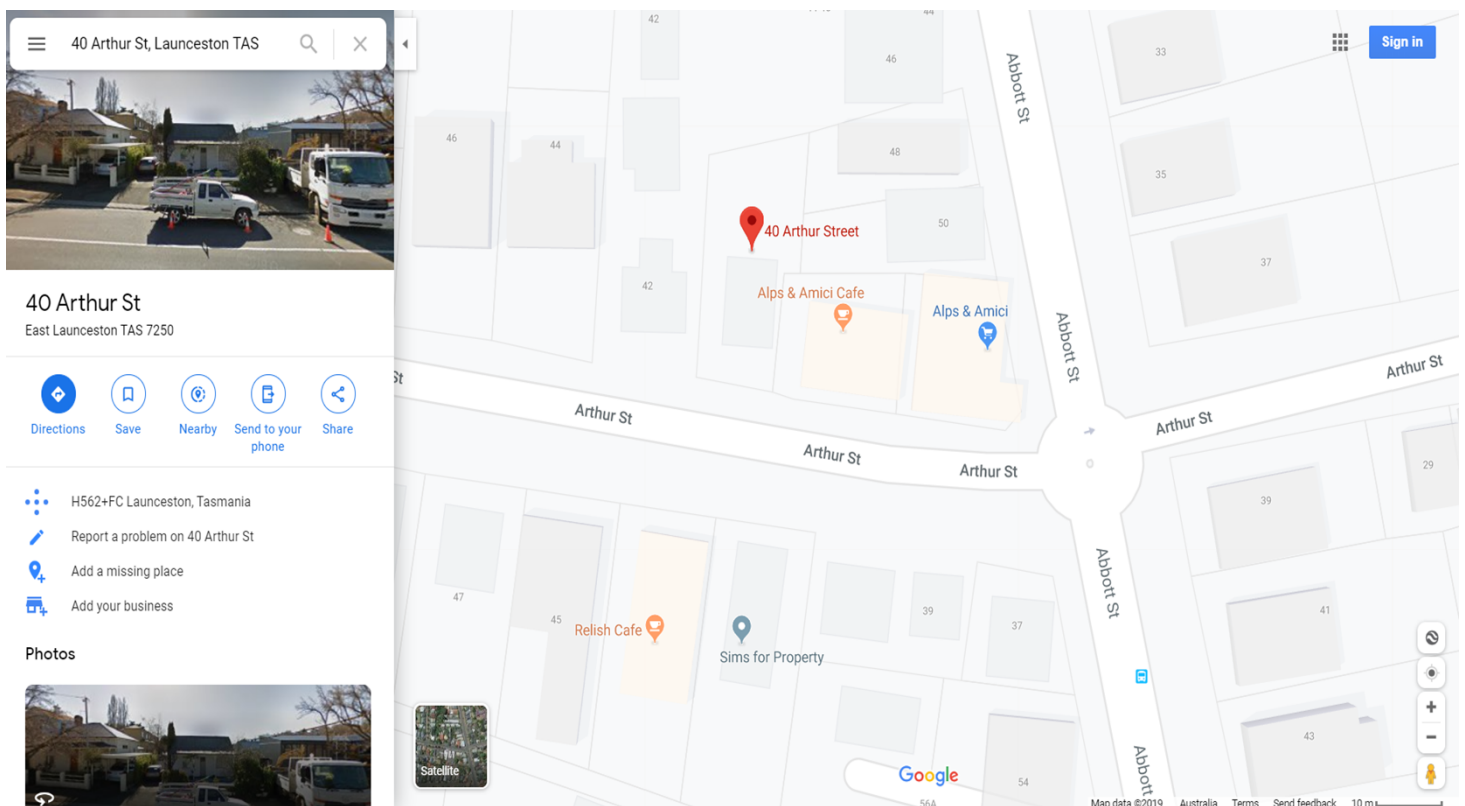 40 Arthur St, Launceston TAS
Sign in
40 Arthur St
East Launceston TAS 7250
Directions
Save
Nearby
Send to your
phone
Share
H562+FC Launceston, Tasmania
Report a problem on 40 Arthur St
Add a missing place
Add your business
Photos
42
44
46
33
Abbott St
46
44
48
35
50
40 Arthur Street
37
42
Alps & Amici Cafe
Alps & Amici
Abbott St
St
Arthur St
Arthur St
Arthur St
Arthur St
Arthur St
29
39
Abbott St
47
45
39
41
37
Relish Cafe
Sims for Property
43
Abbott
Satellite
Google
54
56A
Map data ©2019
Australia
Terms
Send feedback
10 m